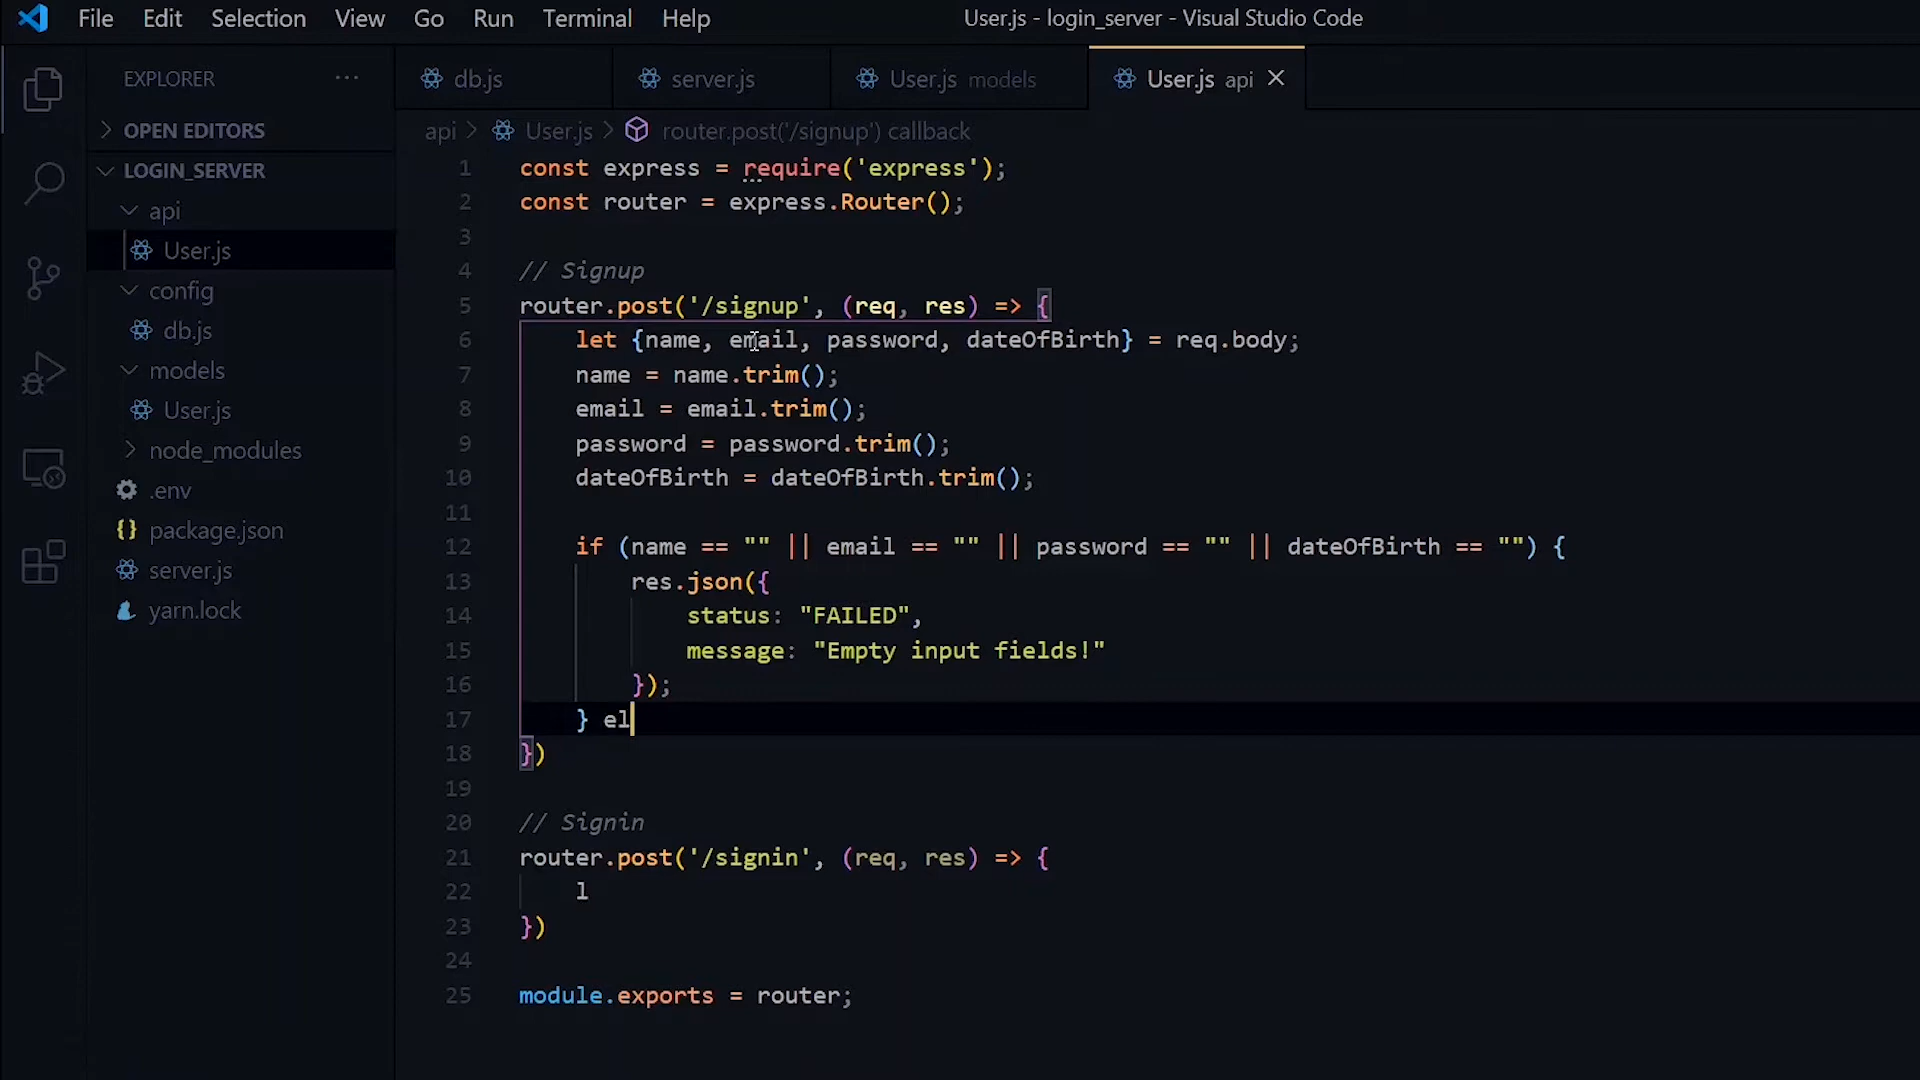 File Edit Selection View Go Run Terminal Help User.js - login_server - Visual Studio Code
EXPLORER ...
OPEN EDITORS
LOGIN_SERVER
api
User.js
config
db.js
models
User.js
node_modules
.env
{} package.json
server.js
yarn.lock
db.js server.js User.js models User.js api
api > User.js > router.post('/signup') callback
1 const express = require('express');
2 const router = express.Router();
3
4 // Signup
5 router.post('/signup', (req, res) => {
6 let {name, email, password, dateOfBirth} = req.body;
7 name = name.trim();
8 email = email.trim();
9 password = password.trim();
10 dateOfBirth = dateOfBirth.trim();
11
12 if (name == "" || email == "" || password == "" || dateOfBirth == "") {
13 res.json({
14 status: "FAILED",
15 message: "Empty input fields!"
16 });
17 } el
18 })
19
20 // Signin
21 router.post('/signin', (req, res) => {
22 l
23 })
24
25 module.exports = router;